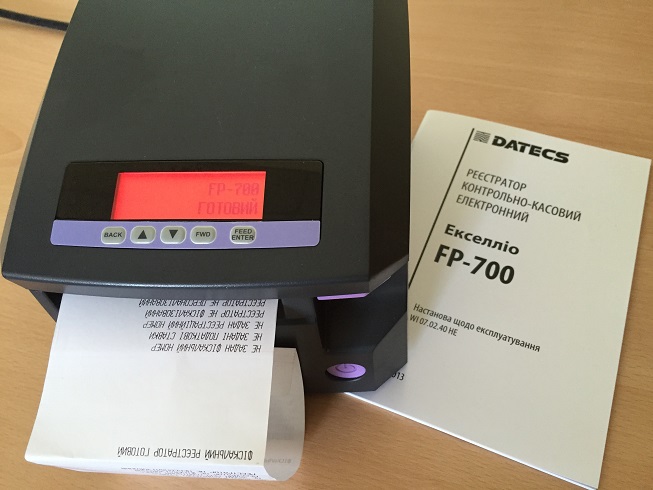 FP-700
ГОТОВИЙ
BACK
FWD
FEED
ENTER
ФІСКАЛЬНИЙ РЕЄСТРАТОР ГОТОВИЙ
НЕ ЗАДАН ФІСКАЛЬНИЙ НОМЕР
НЕ ЗАДАНІ ПОДАТКОВІ СТАВКИ
НЕ ЗАДАН РЕЄСТРАЦІЙНИЙ НОМЕР
РЕЄСТРАТОР НЕ ФІСКАЛІЗОВАНИЙ
РЕЄСТРАТОР НЕ ПЕРСОНАЛІЗОВАНИЙ
DATECS
РЕЄСТРАТОР
КОНТРОЛЬНО-КАСОВИЙ
ЕЛЕКТРОННИЙ
Екселліо
FP-700
Настанова щодо експлуатування
WI 07.02.40 НЕ